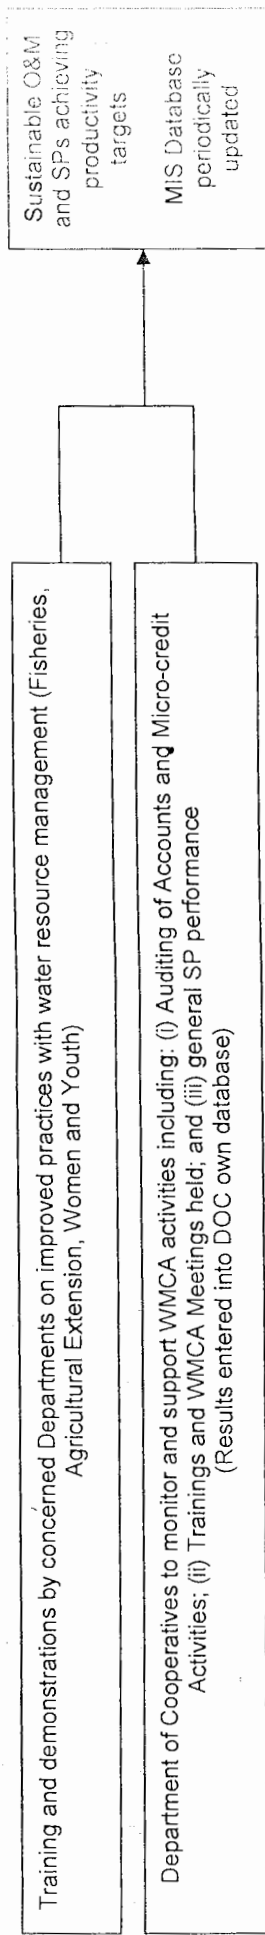 Training and demonstrations by concerned Departments on improved practices with water resource management (Fisheries,
Agricultural Extension, Women and Youth)
Department of Cooperatives to monitor and support WMCA activities including: (i) Auditing of Accounts and Micro-credit
Activities; (ii) Trainings and WMCA Meetings held; and (iii) general SP performance
(Results entered into DOC own database)
Sustainable O&M
and SPs achieving
productivity
targets
MIS Database
periodically
updated